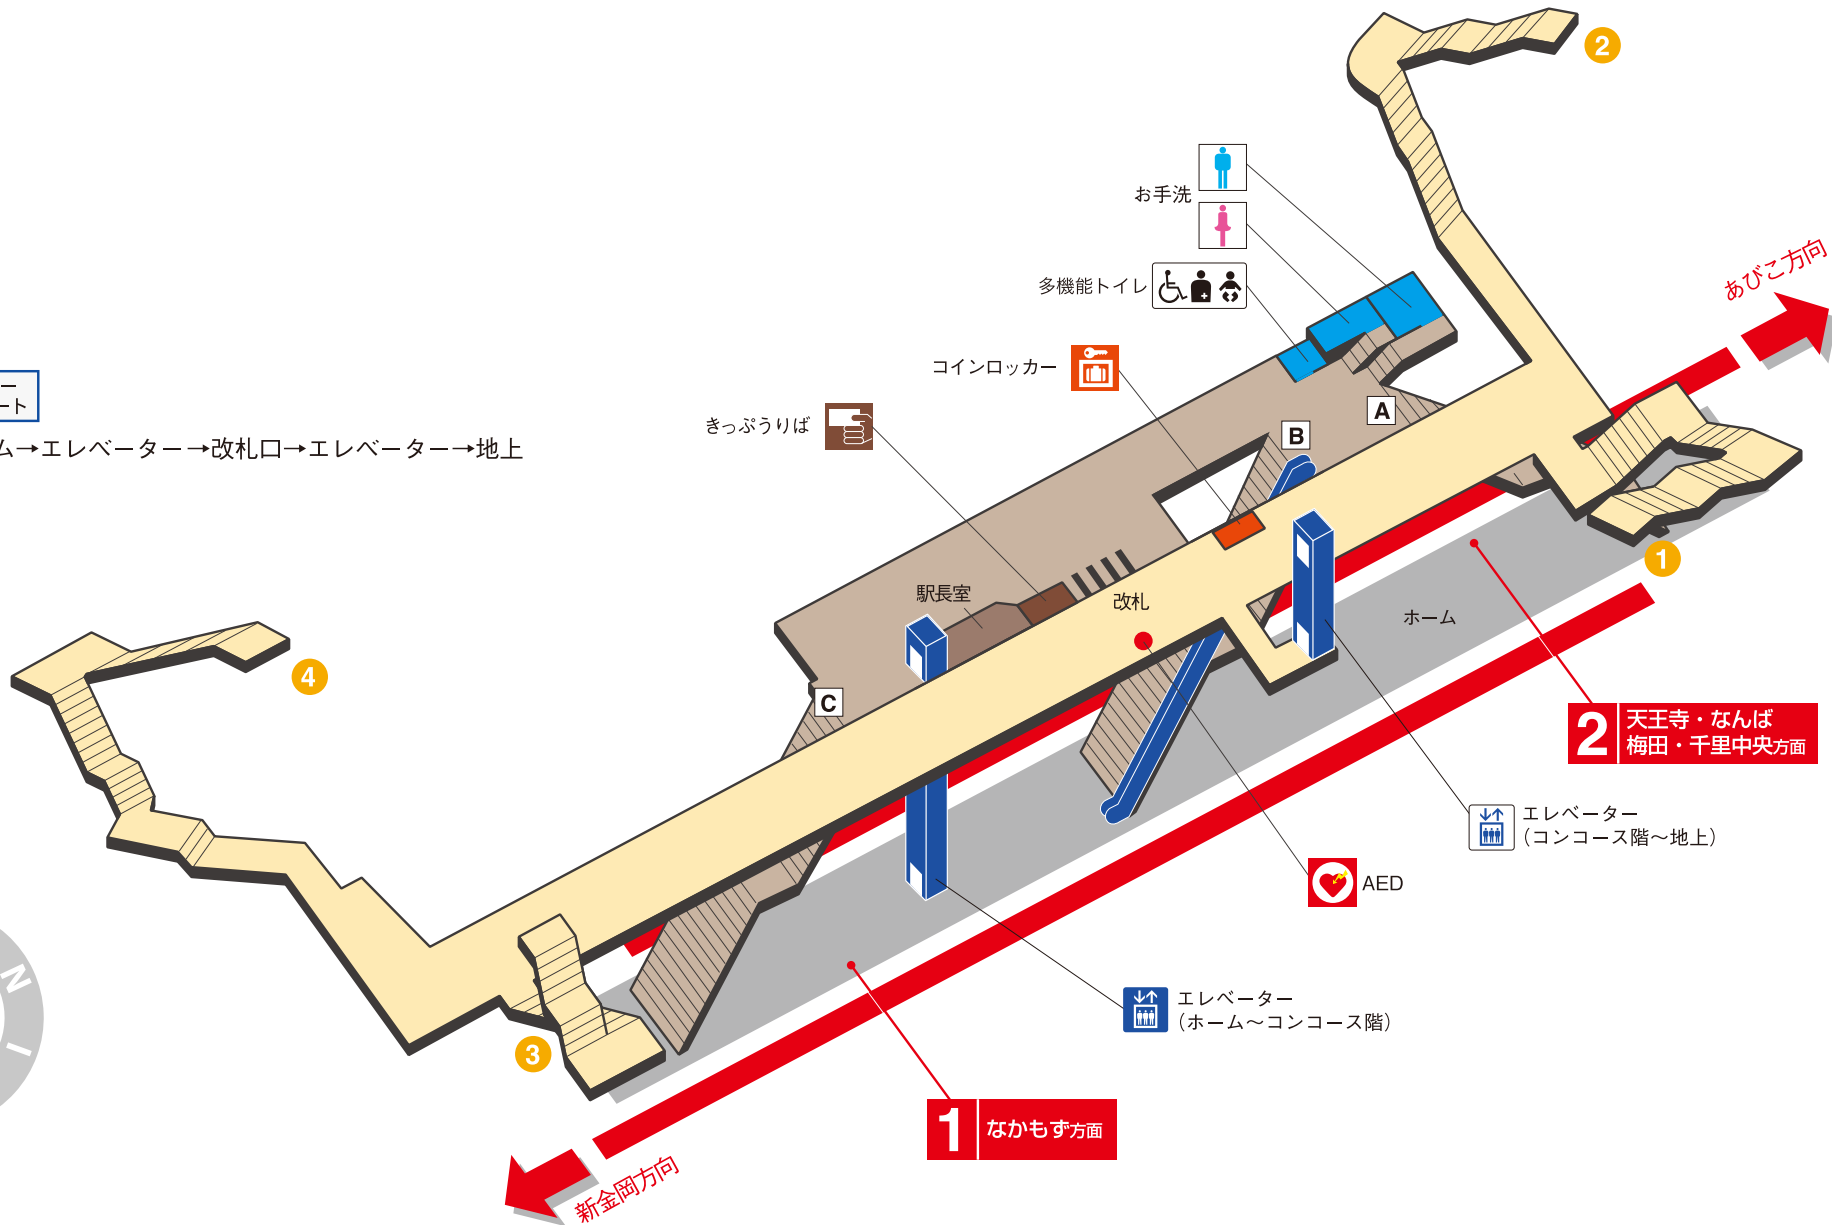 2
お手洗
多機能トイレ
あびこ方向
コインロッカー
きっぷうりば
ー
ート
A
B
ム→エレベーター→改札口→エレベーター→地上
1
駅長室
改札
ホーム
4
C
2 天王寺・なんば
梅田・千里中央方面
エレベーター
（コンコース階～地上）
AED
N
I
エレベーター
（ホーム～コンコース階）
3
1 なかもず方面
新金岡方向